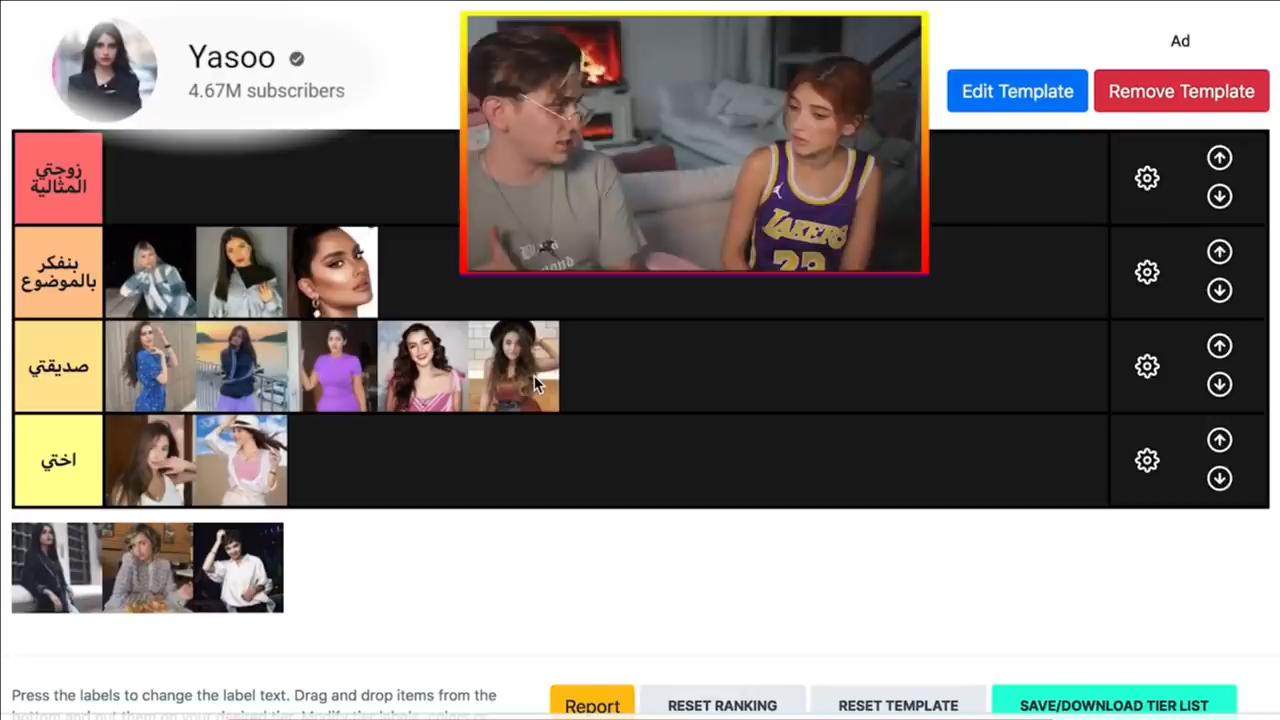 Yasoo
4.67M subscribers
Ad
Edit Template
Remove Template
LAKERS
زوجتي
المثالية
بنفكر
بالموضوع
صديقتي
اختي
Press the labels to change the label text. Drag and drop items from the
Report
RESET RANKING
RESET TEMPLATE
SAVE/DOWNLOAD TIER LIST